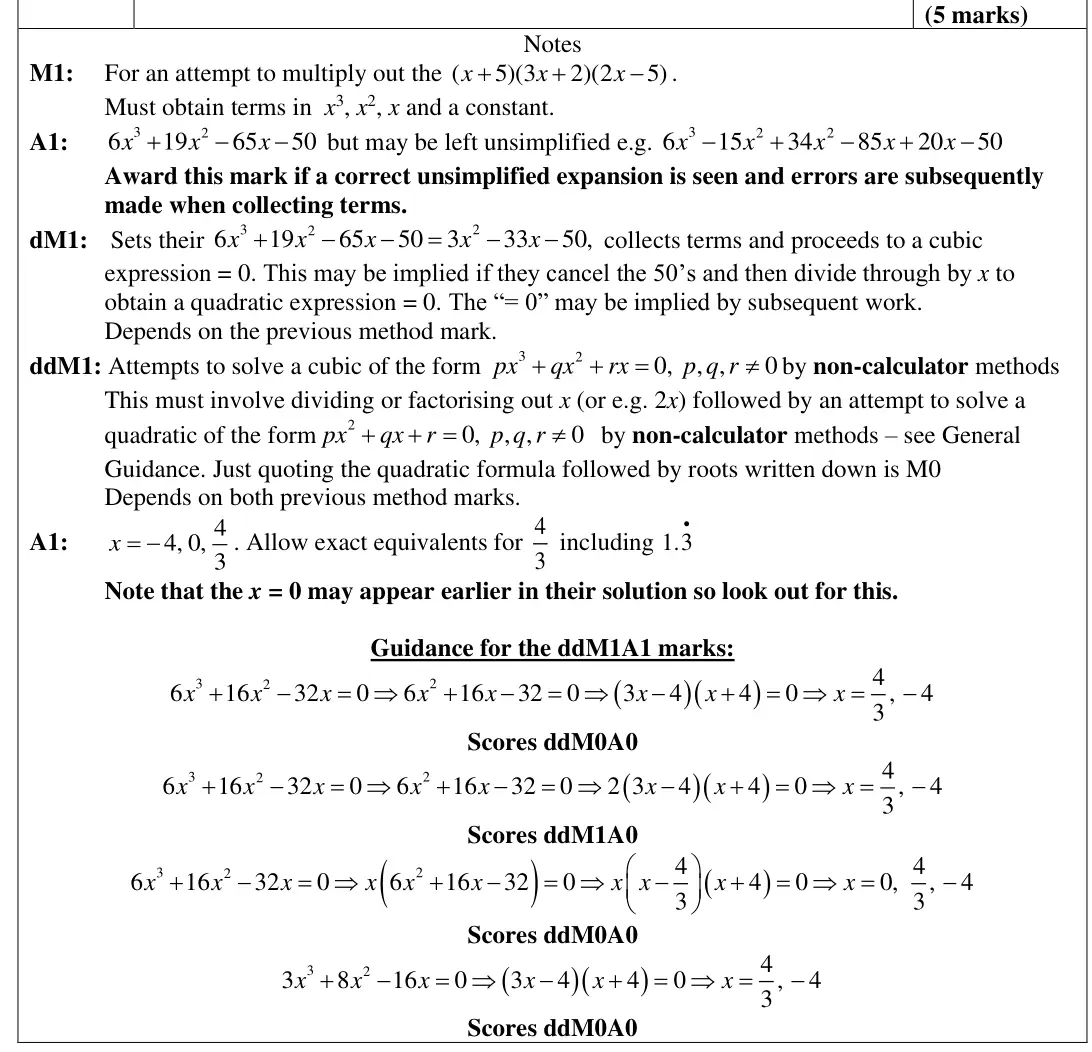 (5 marks)
Notes
M1: For an attempt to multiply out the (x+5)(3x+2)(2x−5).
Must obtain terms in x³, x², x and a constant.
A1: 6x³+19x²−65x−50 but may be left unsimplified e.g. 6x³−15x²+34x²−85x+20x−50
Award this mark if a correct unsimplified expansion is seen and errors are subsequently
made when collecting terms.
dM1: Sets their 6x³+19x²−65x−50=3x²−33x−50, collects terms and proceeds to a cubic
expression = 0. This may be implied if they cancel the 50’s and then divide through by x to
obtain a quadratic expression = 0. The “= 0” may be implied by subsequent work.
Depends on the previous method mark.
ddM1: Attempts to solve a cubic of the form px³+qx²+rx=0, p,q,r≠0 by non-calculator methods
This must involve dividing or factorising out x (or e.g. 2x) followed by an attempt to solve a
quadratic of the form px²+qx+r=0, p,q,r≠0 by non-calculator methods – see General
Guidance. Just quoting the quadratic formula followed by roots written down is M0
Depends on both previous method marks.
A1: x=−4, 0, 4/3. Allow exact equivalents for 4/3 including 1.3̇
Note that the x = 0 may appear earlier in their solution so look out for this.
Guidance for the ddM1A1 marks:
6x³+16x²−32x=0⇒6x²+16x−32=0⇒(3x−4)(x+4)=0⇒x=4/3, −4
Scores ddM0A0
6x³+16x²−32x=0⇒6x²+16x−32=0⇒2(3x−4)(x+4)=0⇒x=4/3, −4
Scores ddM1A0
6x³+16x²−32x=0⇒x(6x²+16x−32)=0⇒x(x−4/3)(x+4)=0⇒x=0, 4/3, −4
Scores ddM0A0
3x³+8x²−16x=0⇒(3x−4)(x+4)=0⇒x=4/3, −4
Scores ddM0A0